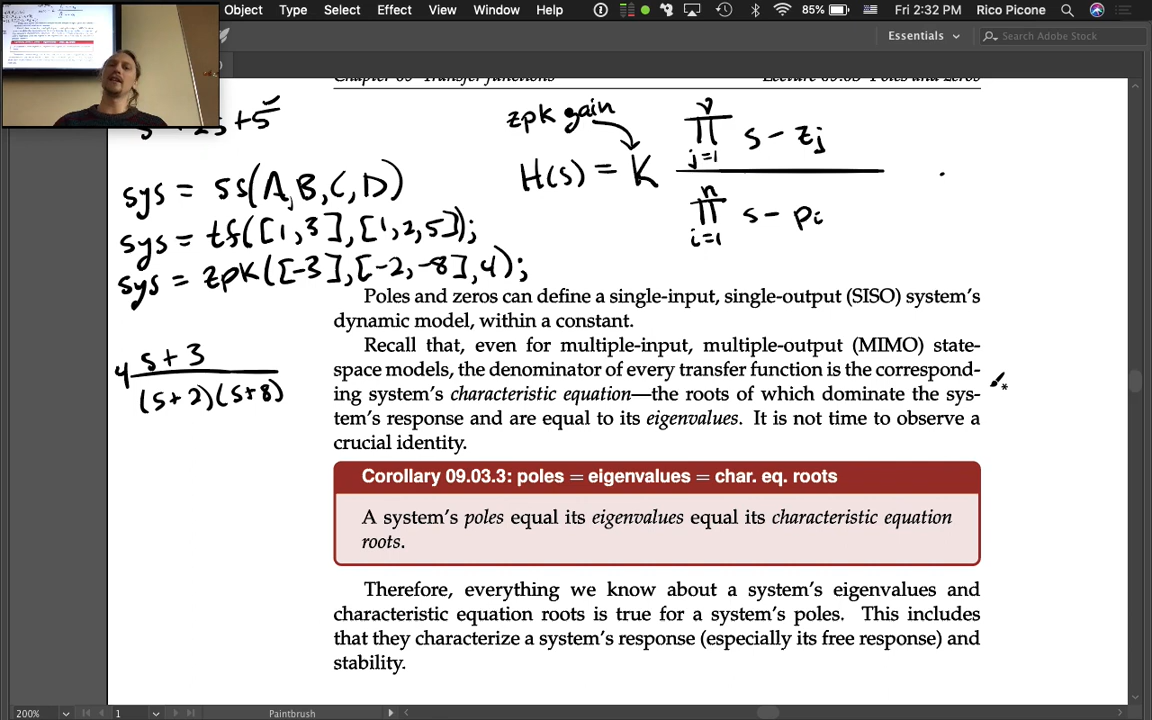 Object Type Select Effect View Window Help 85% Fri 2:32 PM Rico Picone
Essentials Search Adobe Stock
Transfer functions Poles and zeros
+ 2s + 5
sys = ss(A,B,C,D)
sys = tf([1,3],[1,2,5]);
sys = zpk([-3],[-2,-8],4);
4 s+3
(s+2)(s+8)
zpk gain
H(s) = K
j=1
s - zj
n
i=1
s - pi
Poles and zeros can define a single-input, single-output (SISO) system's
dynamic model, within a constant.
Recall that, even for multiple-input, multiple-output (MIMO) state-
space models, the denominator of every transfer function is the correspond-
ing system's characteristic equation—the roots of which dominate the sys-
tem's response and are equal to its eigenvalues. It is not time to observe a
crucial identity.
Corollary 09.03.3: poles = eigenvalues = char. eq. roots
A system's poles equal its eigenvalues equal its characteristic equation
roots.
Therefore, everything we know about a system's eigenvalues and
characteristic equation roots is true for a system's poles. This includes
that they characterize a system's response (especially its free response) and
stability.
200% 1 Paintbrush